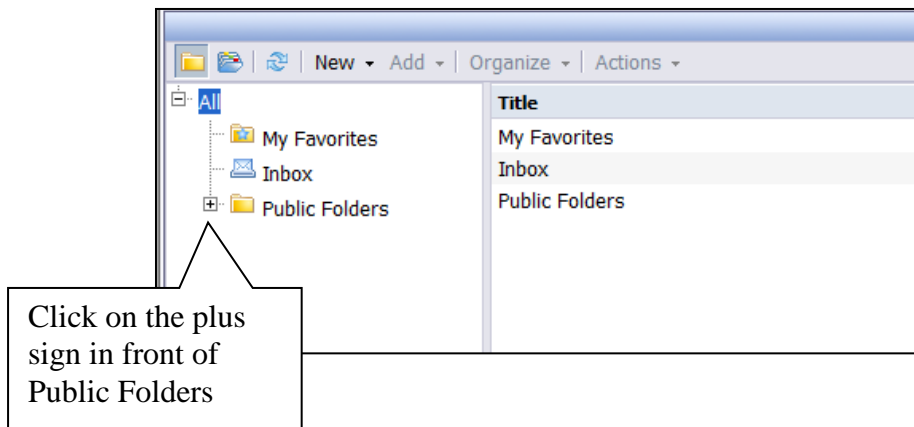 New Add Organize Actions
All
My Favorites
Inbox
Public Folders
Title
My Favorites
Inbox
Public Folders
Click on the plus
sign in front of
Public Folders